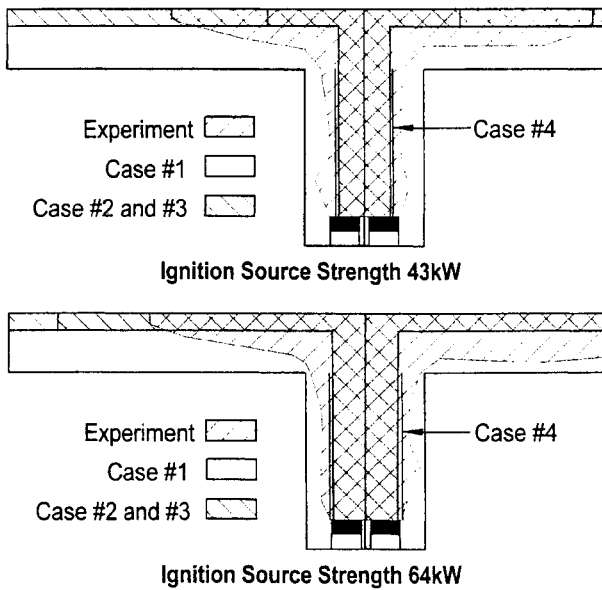 Experiment
Case #4
Case #1
Case #2 and #3
Ignition Source Strength 43kW
Experiment
Case #4
Case #1
Case #2 and #3
Ignition Source Strength 64kW